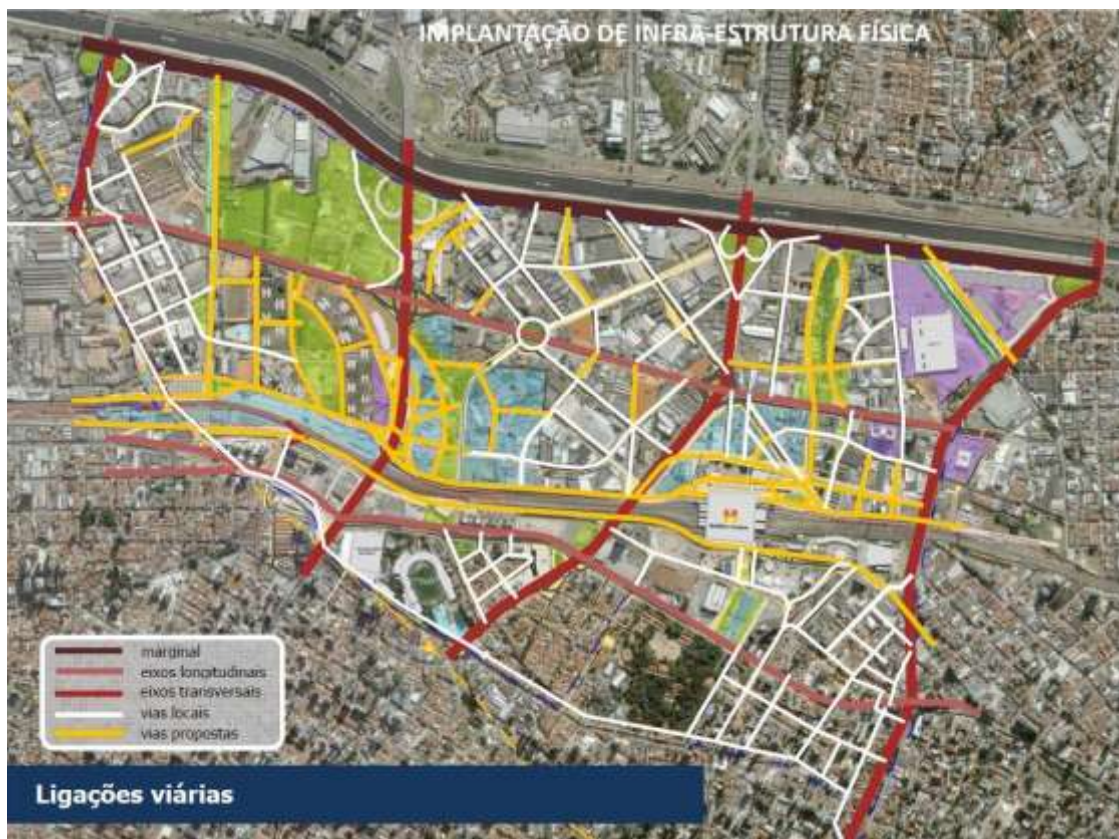 IMPLANTAÇÃO DE INFRA-ESTRUTURA FÍSICA
marginal
eixos longitudinais
eixos transversais
vias locais
vias propostas
Ligações viárias